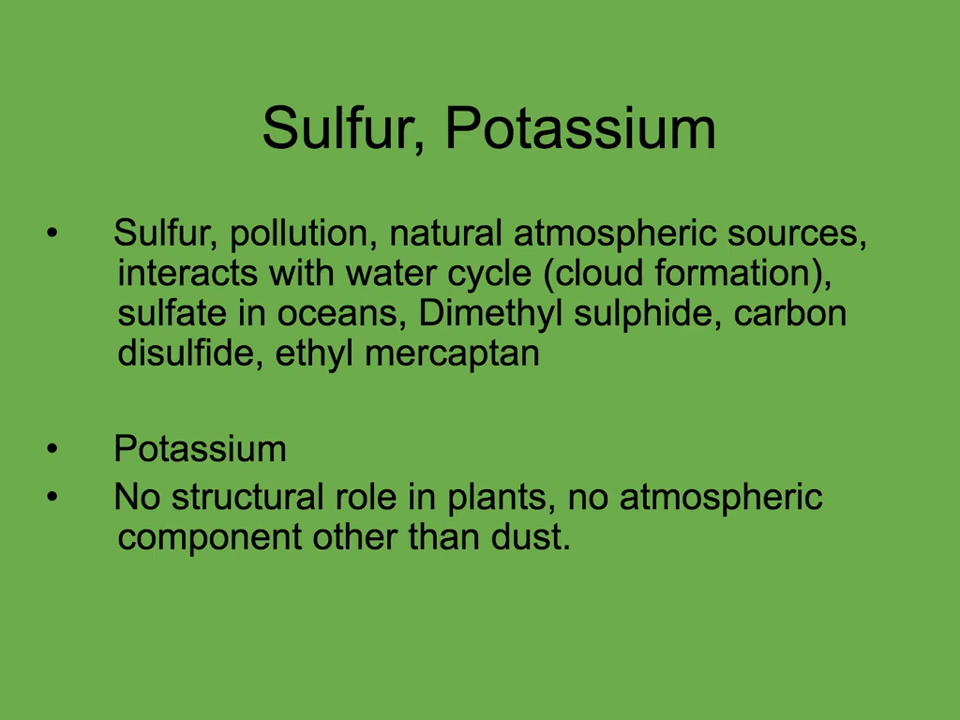 Sulfur, Potassium
• Sulfur, pollution, natural atmospheric sources,
interacts with water cycle (cloud formation),
sulfate in oceans, Dimethyl sulphide, carbon
disulfide, ethyl mercaptan
• Potassium
• No structural role in plants, no atmospheric
component other than dust.